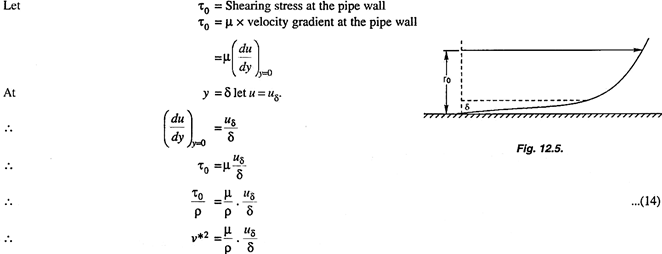 Let τ₀ = Shearing stress at the pipe wall
τ₀ = μ × velocity gradient at the pipe wall
= μ (du/dy)y=0
At y = δ let u = uδ.
∴ (du/dy)y=0 = uδ/δ
∴ τ₀ = μ uδ/δ
∴ τ₀/ρ = μ/ρ · uδ/δ ...(14)
∴ v*² = μ/ρ · uδ/δ
r₀
δ
Fig. 12.5.